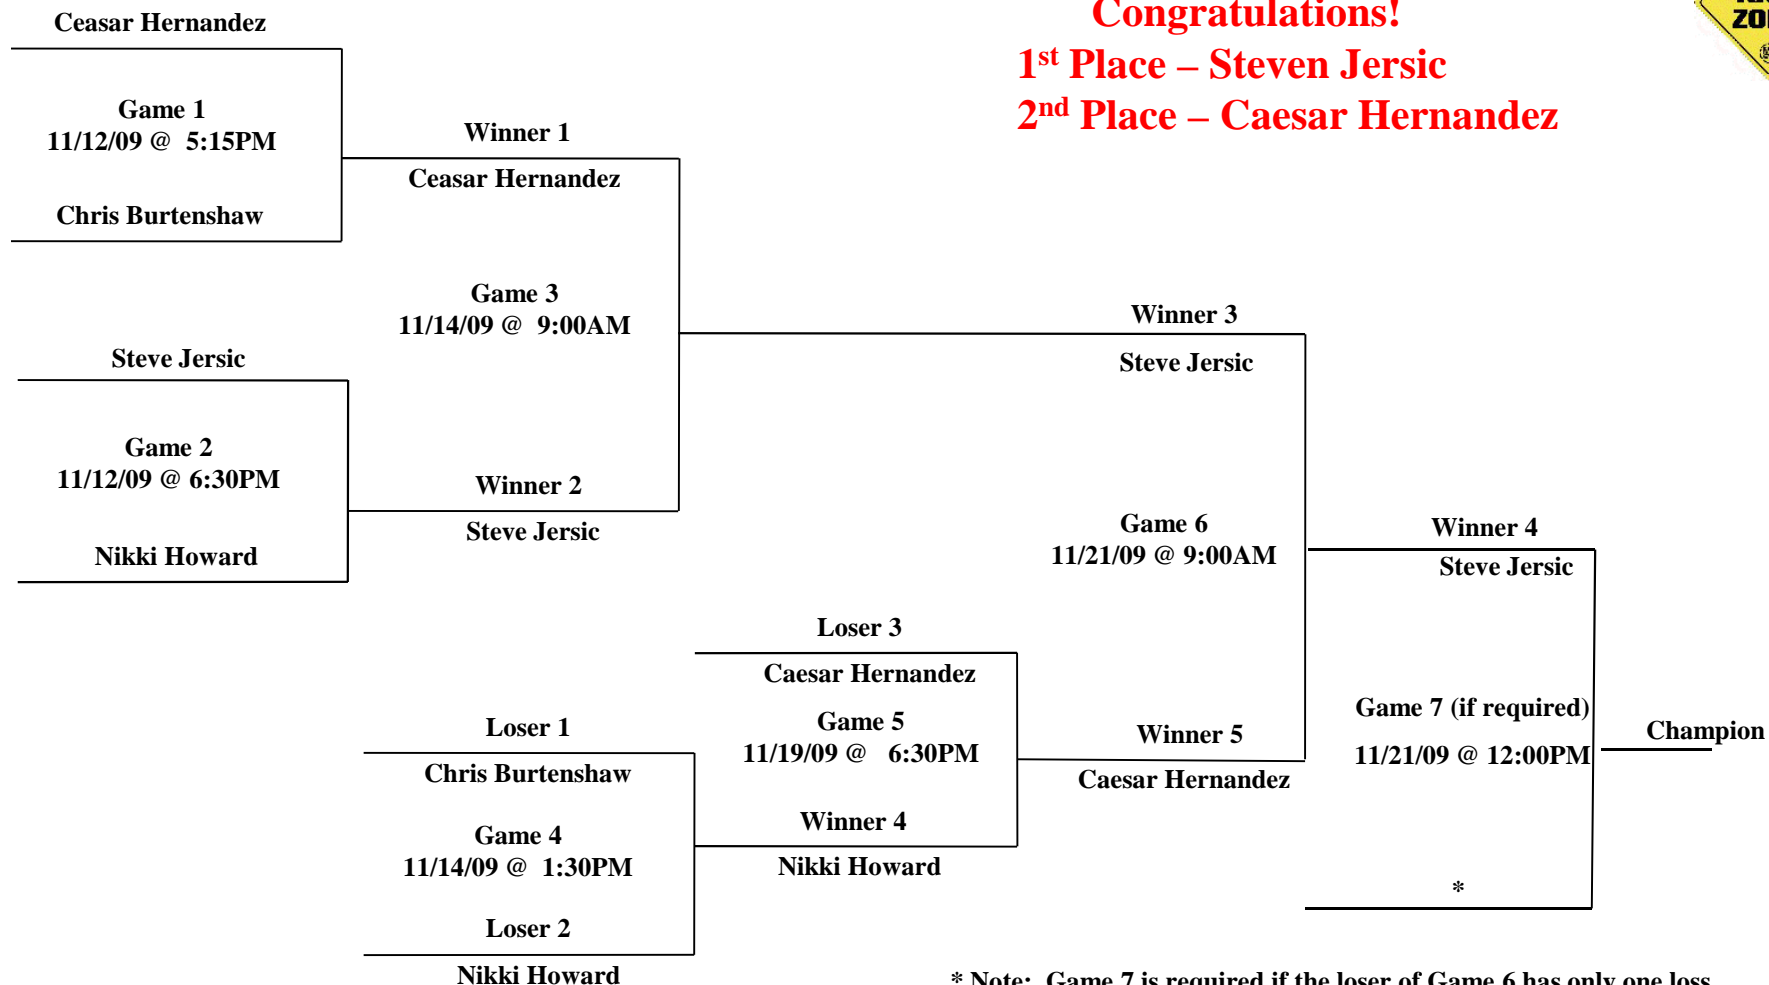 Ceasar Hernandez
Congratulations!
1st Place – Steven Jersic
2nd Place – Caesar Hernandez
Game 1
11/12/09 @ 5:15PM
Winner 1
Ceasar Hernandez
Chris Burtenshaw
Game 3
11/14/09 @ 9:00AM
Winner 3
Steve Jersic
Steve Jersic
Game 2
11/12/09 @ 6:30PM
Winner 2
Steve Jersic
Nikki Howard
Game 6
11/21/09 @ 9:00AM
Winner 4
Steve Jersic
Loser 3
Caesar Hernandez
Game 5
11/19/09 @ 6:30PM
Loser 1
Chris Burtenshaw
Winner 5
Caesar Hernandez
Game 7 (if required)
11/21/09 @ 12:00PM
Champion
Winner 4
Nikki Howard
Game 4
11/14/09 @ 1:30PM
*
Loser 2
Nikki Howard
* Note: Game 7 is required if the loser of Game 6 has only one loss